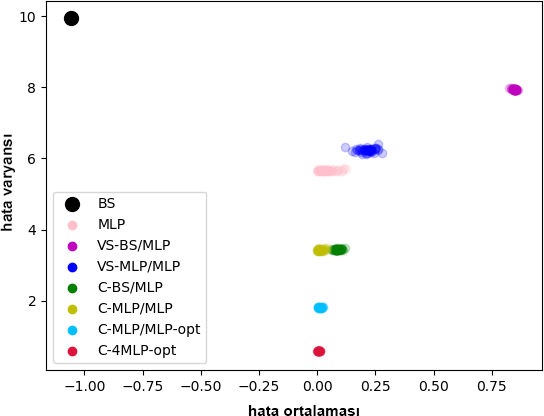 10
8
6
4
2
hata varyansı
BS
MLP
VS-BS/MLP
VS-MLP/MLP
C-BS/MLP
C-MLP/MLP
C-MLP/MLP-opt
C-4MLP-opt
−1.00 −0.75 −0.50 −0.25 0.00 0.25 0.50 0.75
hata ortalaması